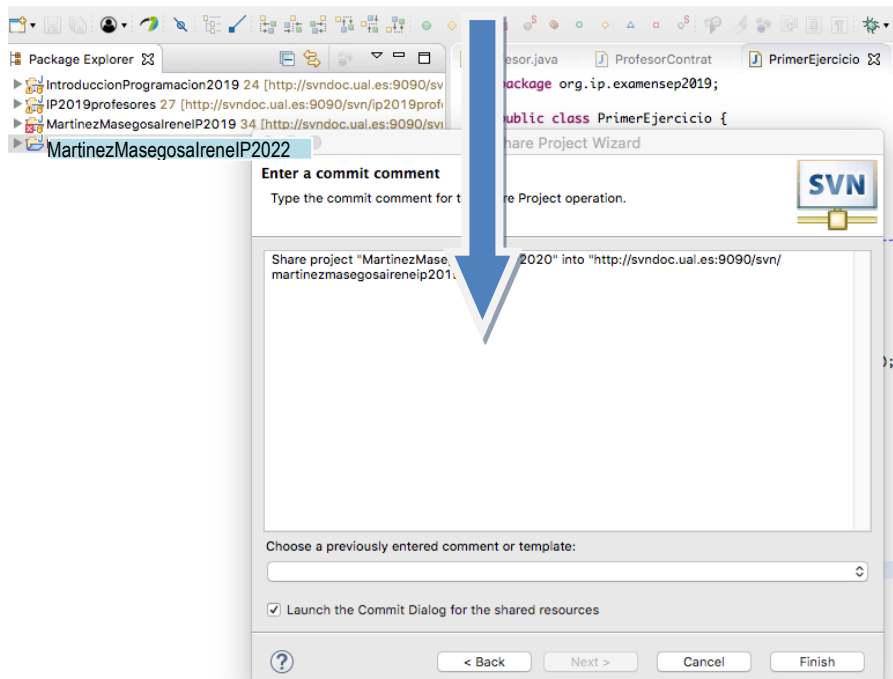 Package Explorer
esor.java
ProfesorContrat
PrimerEjercicio
IntroduccionProgramacion2019 24 [http://svndoc.ual.es:9090/sv
IP2019profesores 27 [http://svndoc.ual.es:9090/svn/ip2019profe
MartinezMasegosaIreneIP2019 34 [http://svndoc.ual.es:9090/svn
MartinezMasegosaIreneIP2022
package org.ip.examensep2019;
public class PrimerEjercicio {
hare Project Wizard
Enter a commit comment
Type the commit comment for t re Project operation.
SVN
Share project "MartinezMase 2020" into "http://svndoc.ual.es:9090/svn/
martinezmasegosaireneip201
);
Choose a previously entered comment or template:
Launch the Commit Dialog for the shared resources
?
< Back
Next >
Cancel
Finish